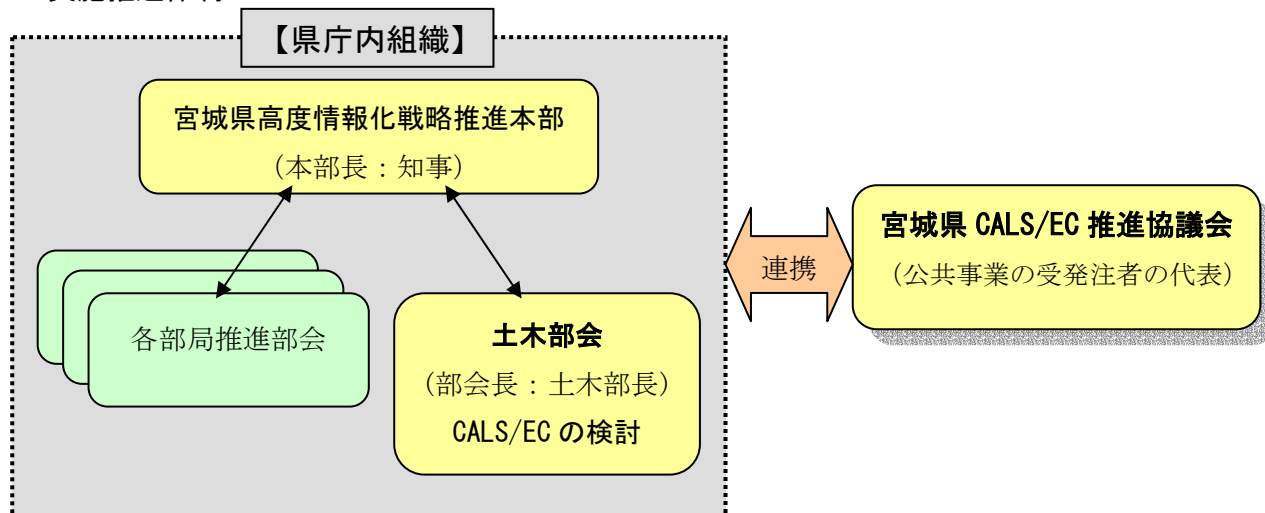 【県庁内組織】
宮城県高度情報化戦略推進本部
(本部長:知事)
宮城県 CALS/EC 推進協議会
(公共事業の受発注者の代表)
連携
各部局推進部会
土木部会
(部会長:土木部長)
CALS/EC の検討